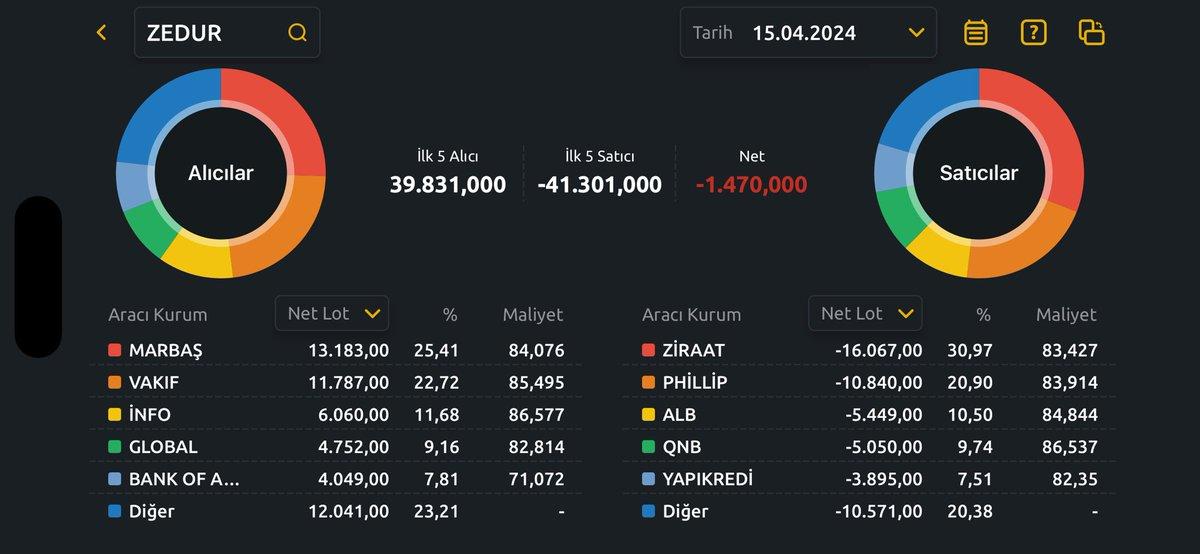 ZEDUR
Tarih 15.04.2024
Alıcılar
İlk 5 Alıcı İlk 5 Satıcı Net
39.831,000 -41.301,000 -1.470,000
Satıcılar
Aracı Kurum Net Lot % Maliyet
MARBAŞ 13.183,00 25,41 84,076
VAKIF 11.787,00 22,72 85,495
İNFO 6.060,00 11,68 86,577
GLOBAL 4.752,00 9,16 82,814
BANK OF A... 4.049,00 7,81 71,072
Diğer 12.041,00 23,21 -
Aracı Kurum Net Lot % Maliyet
ZİRAAT -16.067,00 30,97 83,427
PHİLLİP -10.840,00 20,90 83,914
ALB -5.449,00 10,50 84,844
QNB -5.050,00 9,74 86,537
YAPIKREDİ -3.895,00 7,51 82,35
Diğer -10.571,00 20,38 -